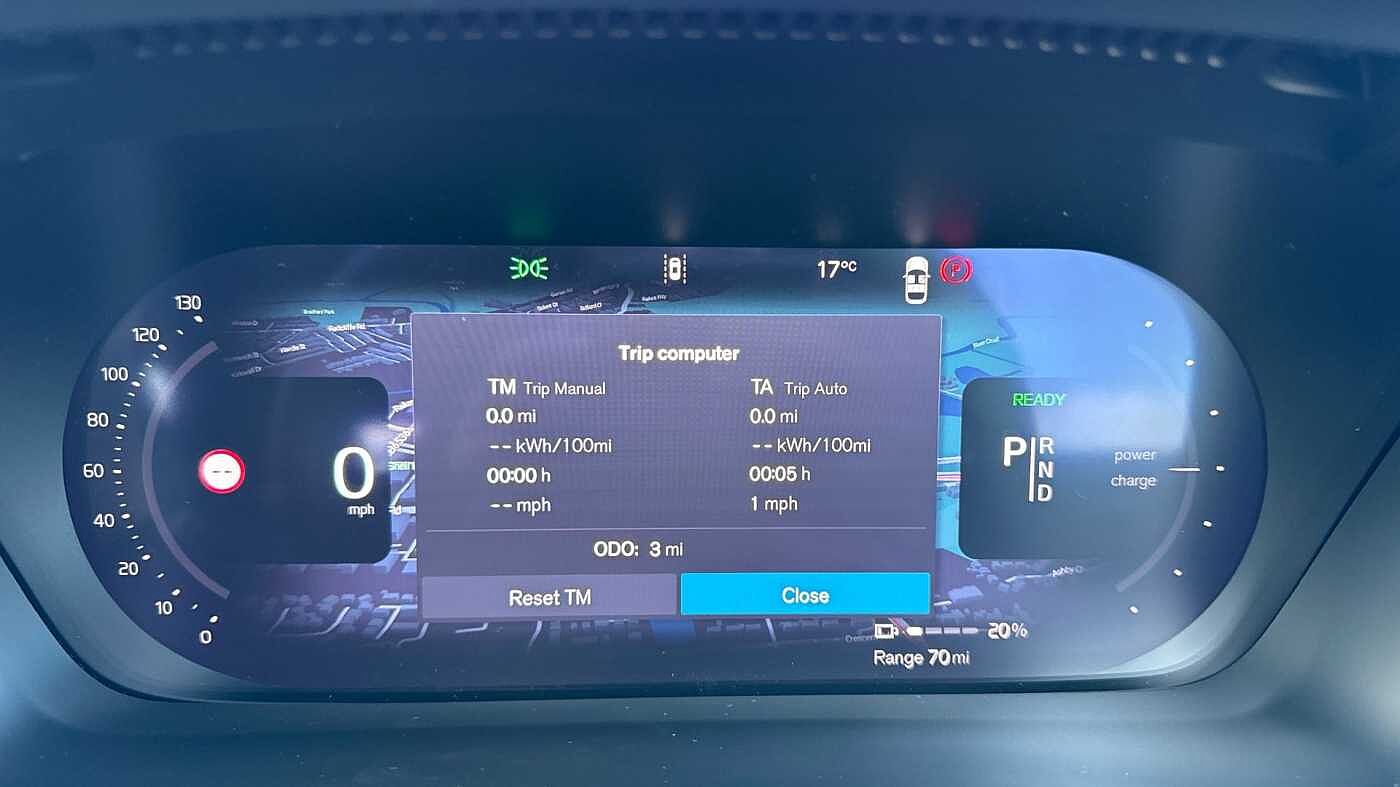 17°C
P
130
120
100
80
60
40
20
10
0
--
0
mph
Trip computer
TM Trip Manual
0.0 mi
-- kWh/100mi
00:00 h
-- mph
TA Trip Auto
0.0 mi
-- kWh/100mi
00:05 h
1 mph
ODO: 3 mi
Reset TM
Close
READY
P
R
N
D
power
charge
Ashby
20%
Range 70mi